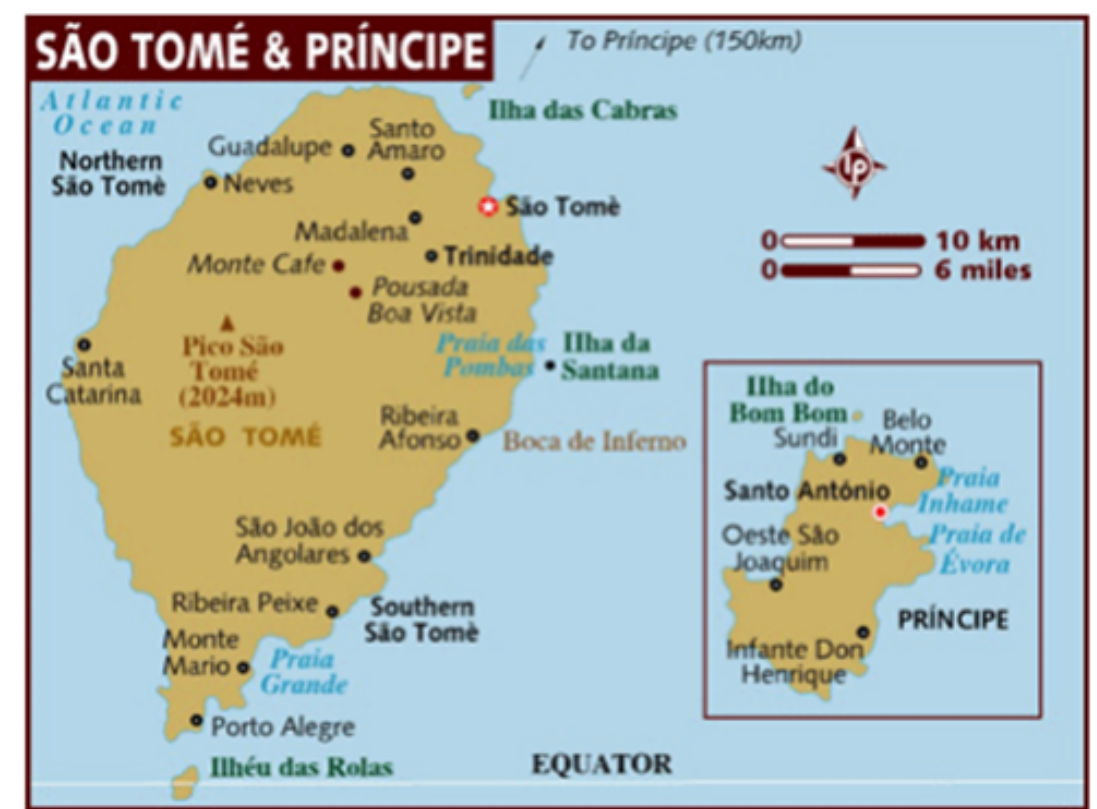 SÃO TOMÉ & PRÍNCIPE
To Príncipe (150km)
Atlantic
Ocean
Ilha das Cabras
Northern
São Tomè
Guadalupe
Santo
Amaro
Neves
São Tomè
Madalena
Trinidade
Monte Cafe
Pousada
Boa Vista
lp
0 10 km
0 6 miles
Pico São
Tomé
(2024m)
SÃO TOMÉ
Santa
Catarina
Praia das
Pombas
IIha da
Santana
Ribeira
Afonso
Boca de Inferno
São João dos
Angolares
Ribeira Peixe
Southern
São Tomè
Monte
Mario
Praia
Grande
Porto Alegre
Ilhéu das Rolas
EQUATOR
IIha do
Bom Bom
Sundi
Belo
Monte
Santo António
Praia
Inhame
Oeste São
Joaquim
Praia de
Évora
PRÍNCIPE
Infante Don
Henrique